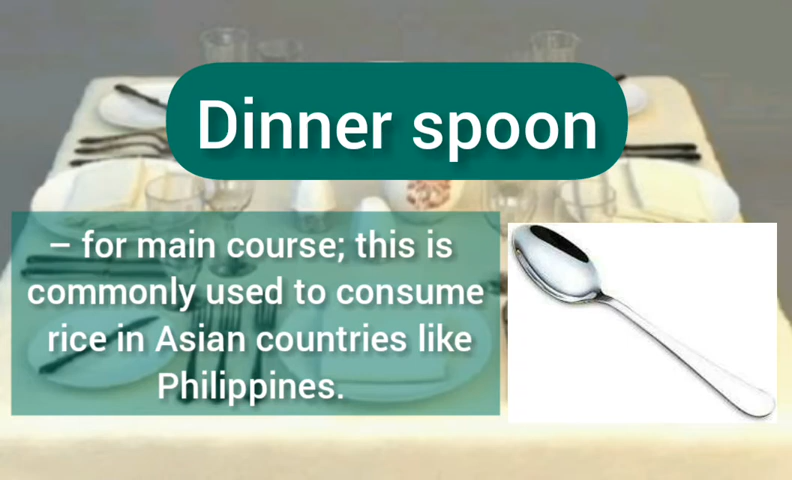 Dinner spoon
– for main course; this is
commonly used to consume
rice in Asian countries like
Philippines.